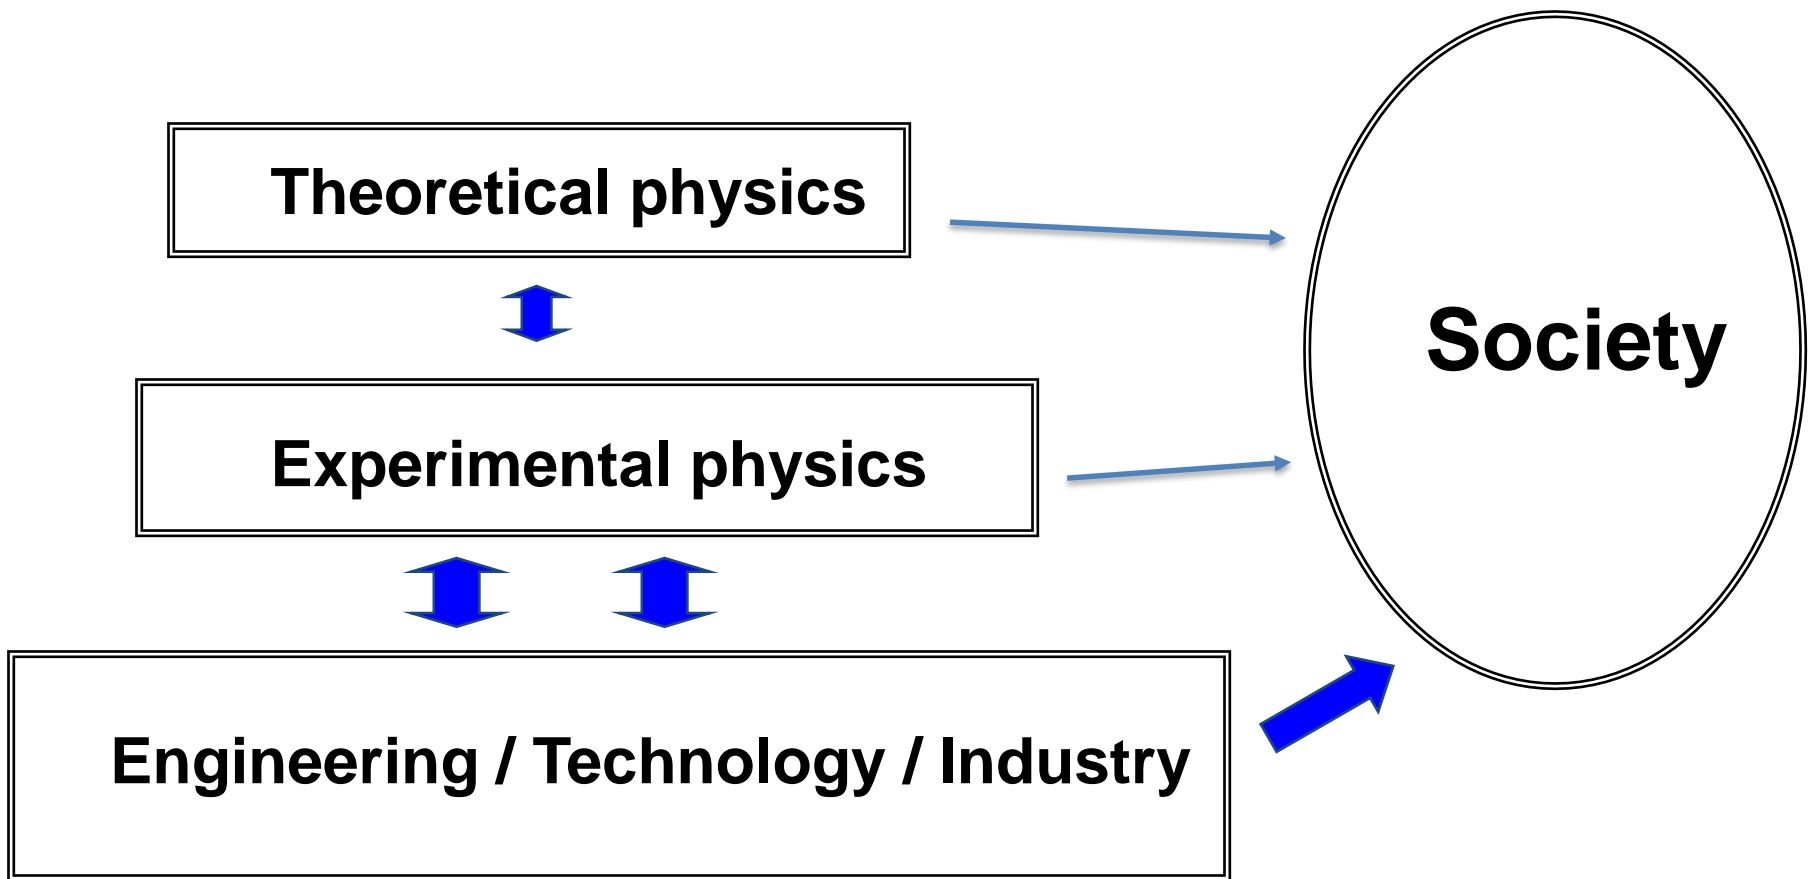 Theoretical physics
Society
Experimental physics
Engineering / Technology / Industry